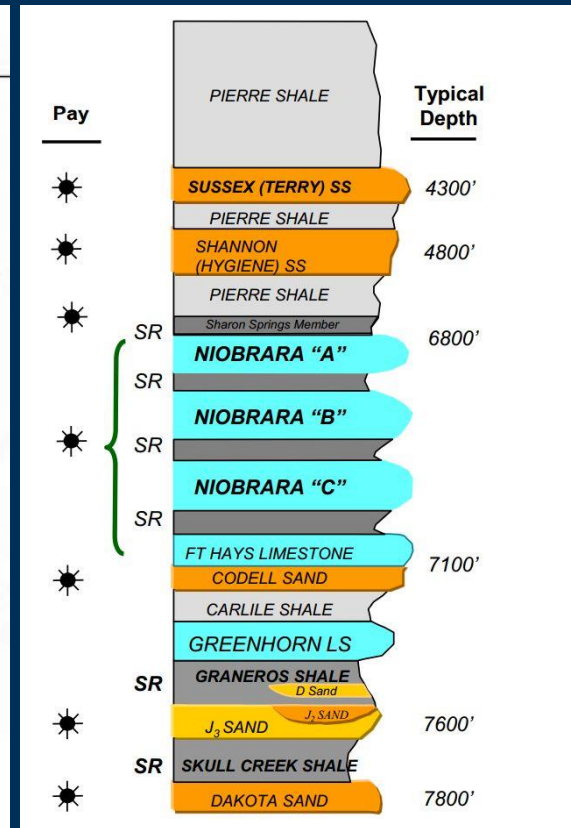 Pay
Typical
Depth
PIERRE SHALE
SUSSEX (TERRY) SS
4300'
PIERRE SHALE
SHANNON
(HYGIENE) SS
4800'
PIERRE SHALE
Sharon Springs Member
SR
6800'
NIOBRARA “A”
SR
NIOBRARA “B”
SR
NIOBRARA “C”
SR
FT HAYS LIMESTONE
7100'
CODELL SAND
CARLILE SHALE
GREENHORN LS
GRANEROS SHALE
SR
D Sand
J2 SAND
J3 SAND
7600'
SR
SKULL CREEK SHALE
DAKOTA SAND
7800'